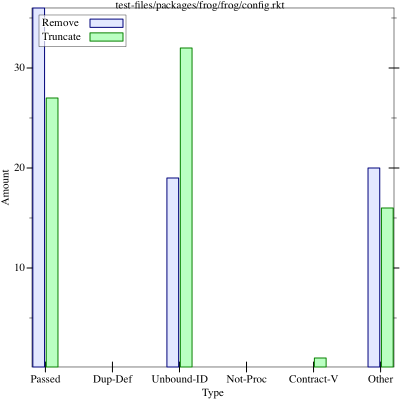 test-files/packages/frog/frog/config.rkt
Remove
Truncate
30
20
10
Amount
Passed Dup-Def Unbound-ID Not-Proc Contract-V Other
Type